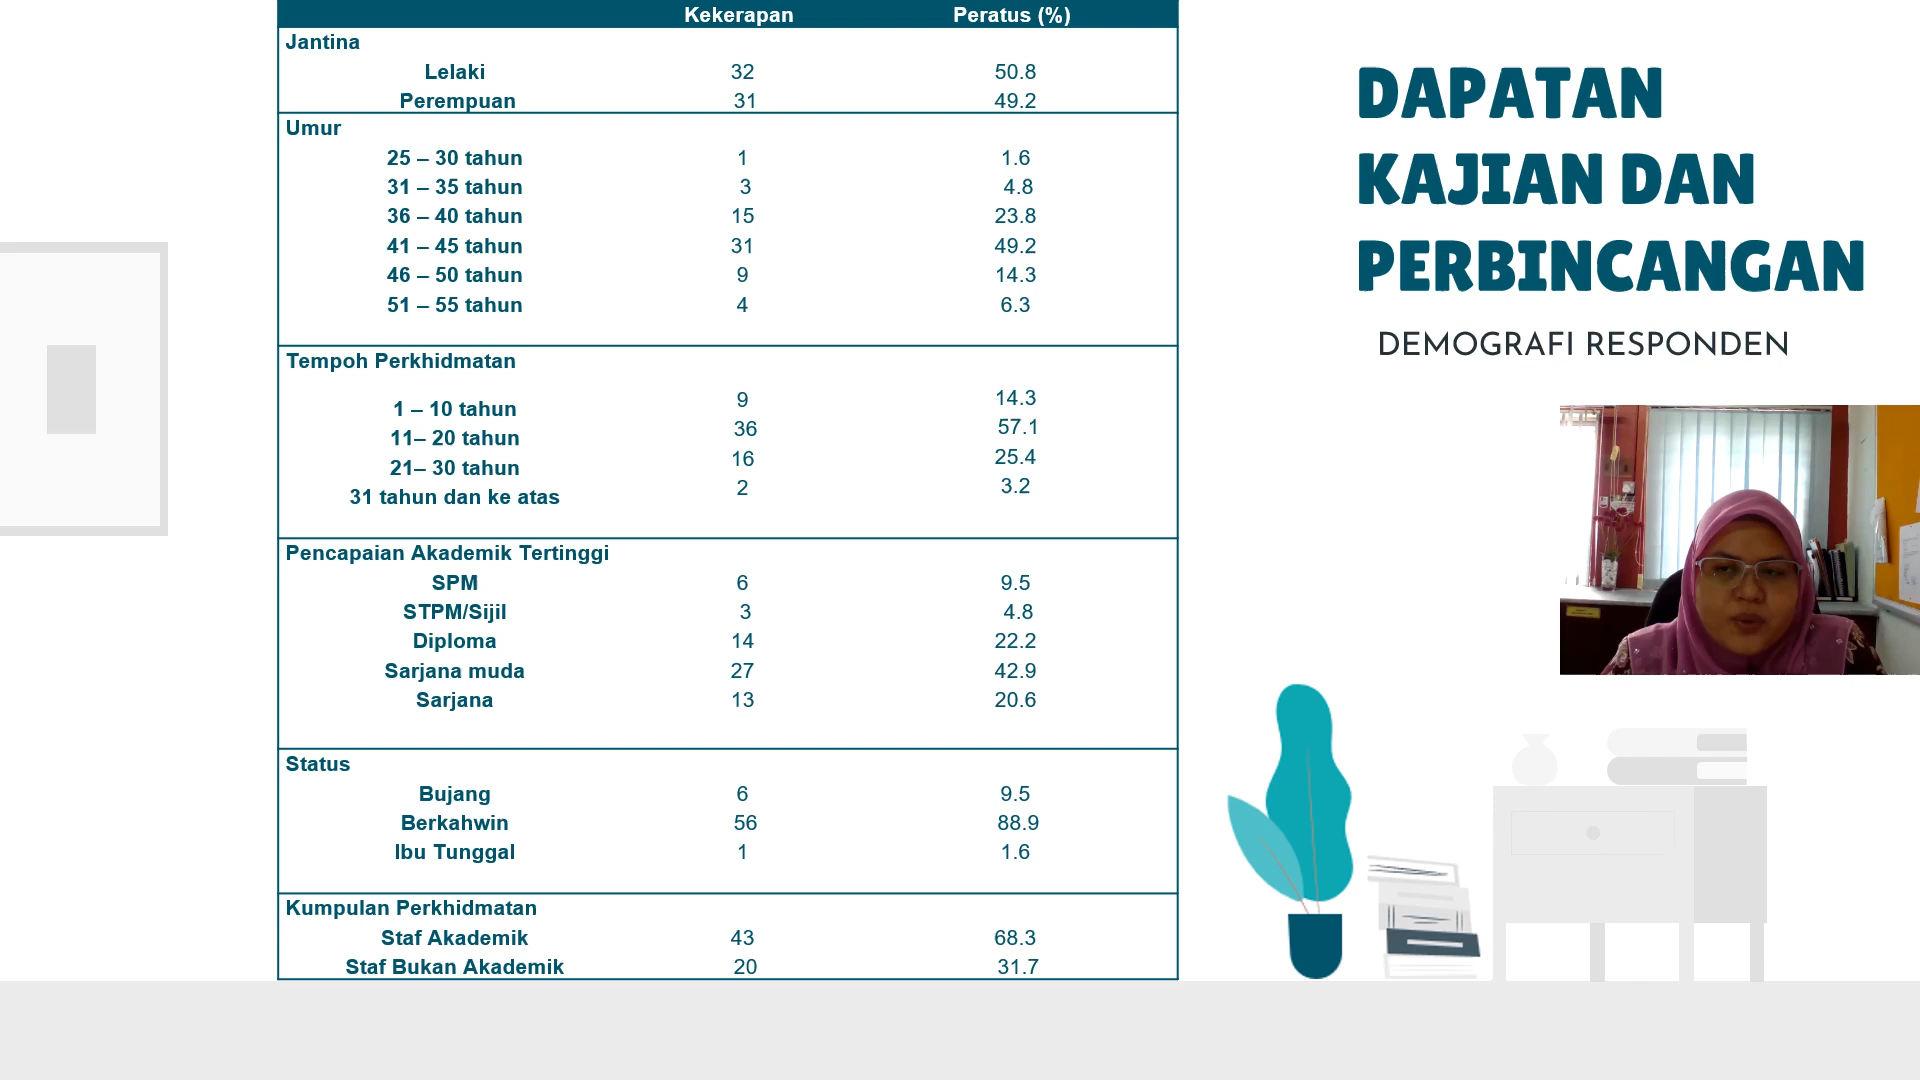 Kekerapan Peratus (%)
Jantina
Lelaki 32 50.8
Perempuan 31 49.2
Umur
25 – 30 tahun 1 1.6
31 – 35 tahun 3 4.8
36 – 40 tahun 15 23.8
41 – 45 tahun 31 49.2
46 – 50 tahun 9 14.3
51 – 55 tahun 4 6.3
Tempoh Perkhidmatan
1 – 10 tahun 9 14.3
11– 20 tahun 36 57.1
21– 30 tahun 16 25.4
31 tahun dan ke atas 2 3.2
Pencapaian Akademik Tertinggi
SPM 6 9.5
STPM/Sijil 3 4.8
Diploma 14 22.2
Sarjana muda 27 42.9
Sarjana 13 20.6
Status
Bujang 6 9.5
Berkahwin 56 88.9
Ibu Tunggal 1 1.6
Kumpulan Perkhidmatan
Staf Akademik 43 68.3
Staf Bukan Akademik 20 31.7
DAPATAN
KAJIAN DAN
PERBINCANGAN
DEMOGRAFI RESPONDEN